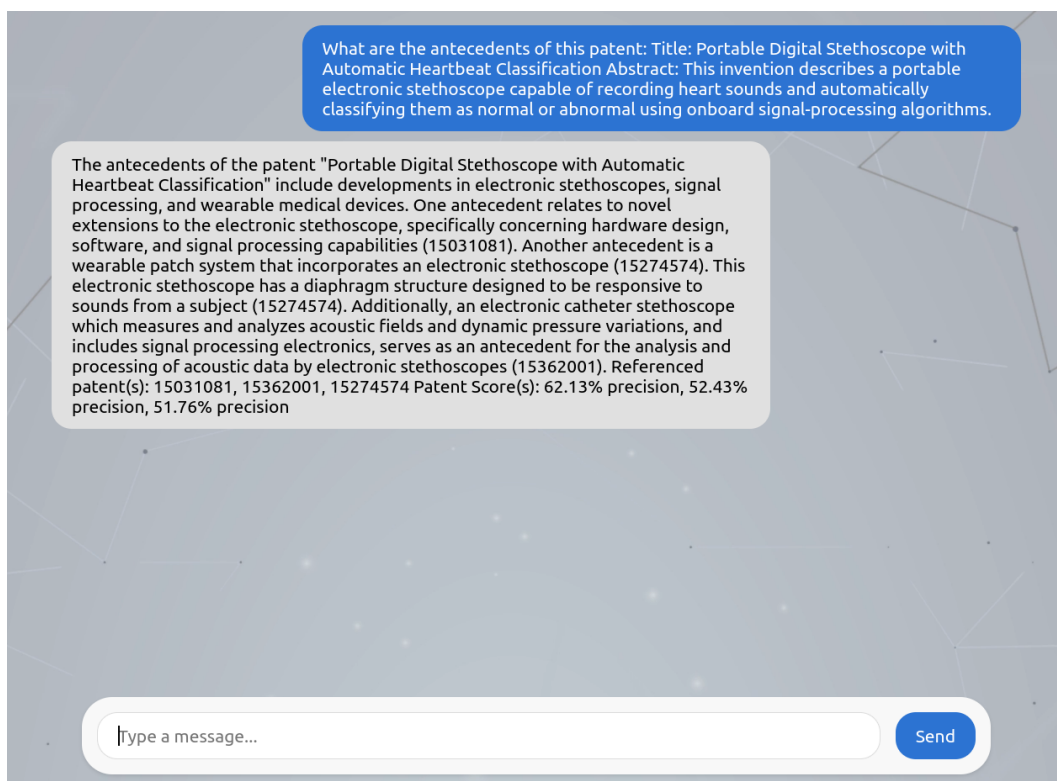 What are the antecedents of this patent: Title: Portable Digital Stethoscope with
Automatic Heartbeat Classification Abstract: This invention describes a portable
electronic stethoscope capable of recording heart sounds and automatically
classifying them as normal or abnormal using onboard signal-processing algorithms.
The antecedents of the patent "Portable Digital Stethoscope with Automatic
Heartbeat Classification" include developments in electronic stethoscopes, signal
processing, and wearable medical devices. One antecedent relates to novel
extensions to the electronic stethoscope, specifically concerning hardware design,
software, and signal processing capabilities (15031081). Another antecedent is a
wearable patch system that incorporates an electronic stethoscope (15274574). This
electronic stethoscope has a diaphragm structure designed to be responsive to
sounds from a subject (15274574). Additionally, an electronic catheter stethoscope
which measures and analyzes acoustic fields and dynamic pressure variations, and
includes signal processing electronics, serves as an antecedent for the analysis and
processing of acoustic data by electronic stethoscopes (15362001). Referenced
patent(s): 15031081, 15362001, 15274574 Patent Score(s): 62.13% precision, 52.43%
precision, 51.76% precision
Type a message...
Send